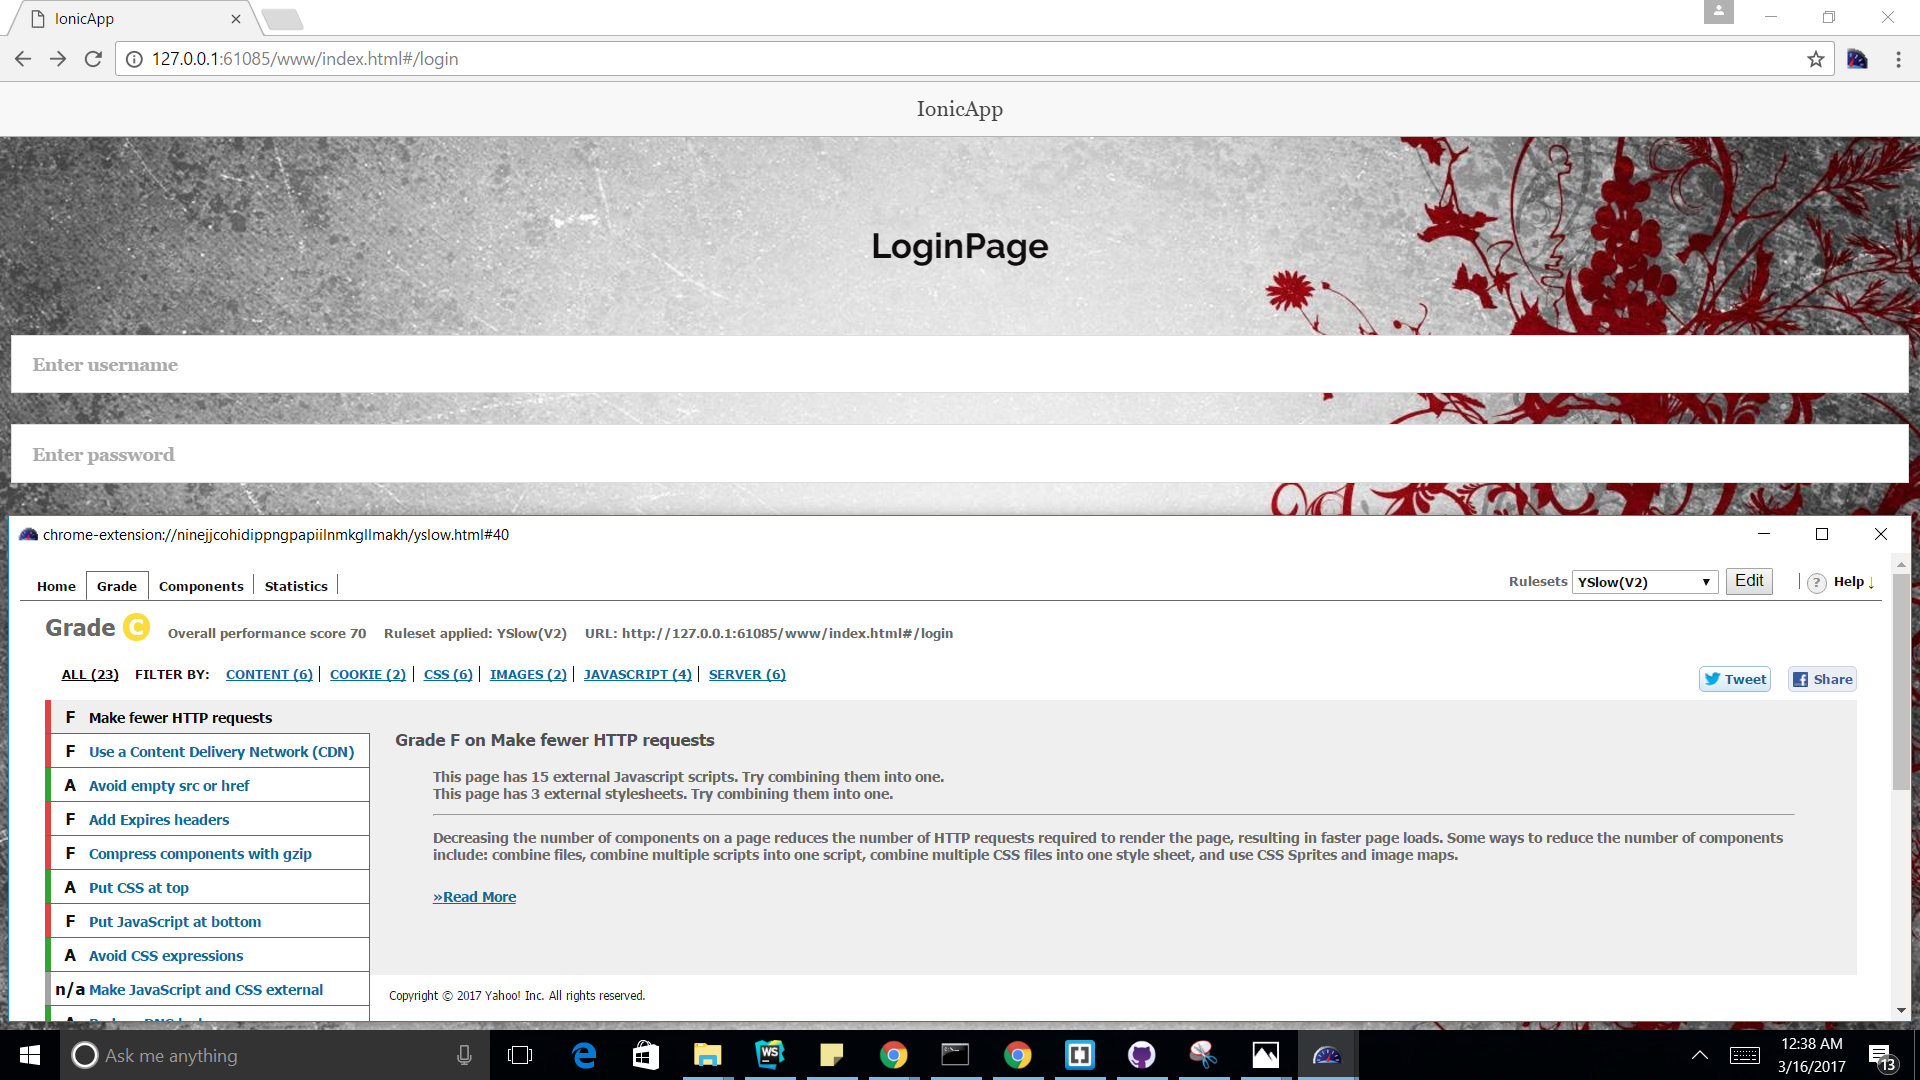 IonicApp
127.0.0.1:61085/www/index.html#/login
IonicApp
LoginPage
Enter username
Enter password
chrome-extension://ninejjcohidippngpapiilnmkgllmakh/yslow.html#40
Home Grade Components Statistics
Rulesets YSlow(V2) Edit ? Help ↓
Grade C Overall performance score 70 Ruleset applied: YSlow(V2) URL: http://127.0.0.1:61085/www/index.html#/login
ALL (23) FILTER BY: CONTENT (6) COOKIE (2) CSS (6) IMAGES (2) JAVASCRIPT (4) SERVER (6)
Tweet Share
F Make fewer HTTP requests
F Use a Content Delivery Network (CDN)
A Avoid empty src or href
F Add Expires headers
F Compress components with gzip
A Put CSS at top
F Put JavaScript at bottom
A Avoid CSS expressions
n/a Make JavaScript and CSS external
Grade F on Make fewer HTTP requests
This page has 15 external Javascript scripts. Try combining them into one.
This page has 3 external stylesheets. Try combining them into one.
Decreasing the number of components on a page reduces the number of HTTP requests required to render the page, resulting in faster page loads. Some ways to reduce the number of components
include: combine files, combine multiple scripts into one script, combine multiple CSS files into one style sheet, and use CSS Sprites and image maps.
»Read More
Copyright © 2017 Yahoo! Inc. All rights reserved.
Ask me anything
WS
12:38 AM
3/16/2017
13